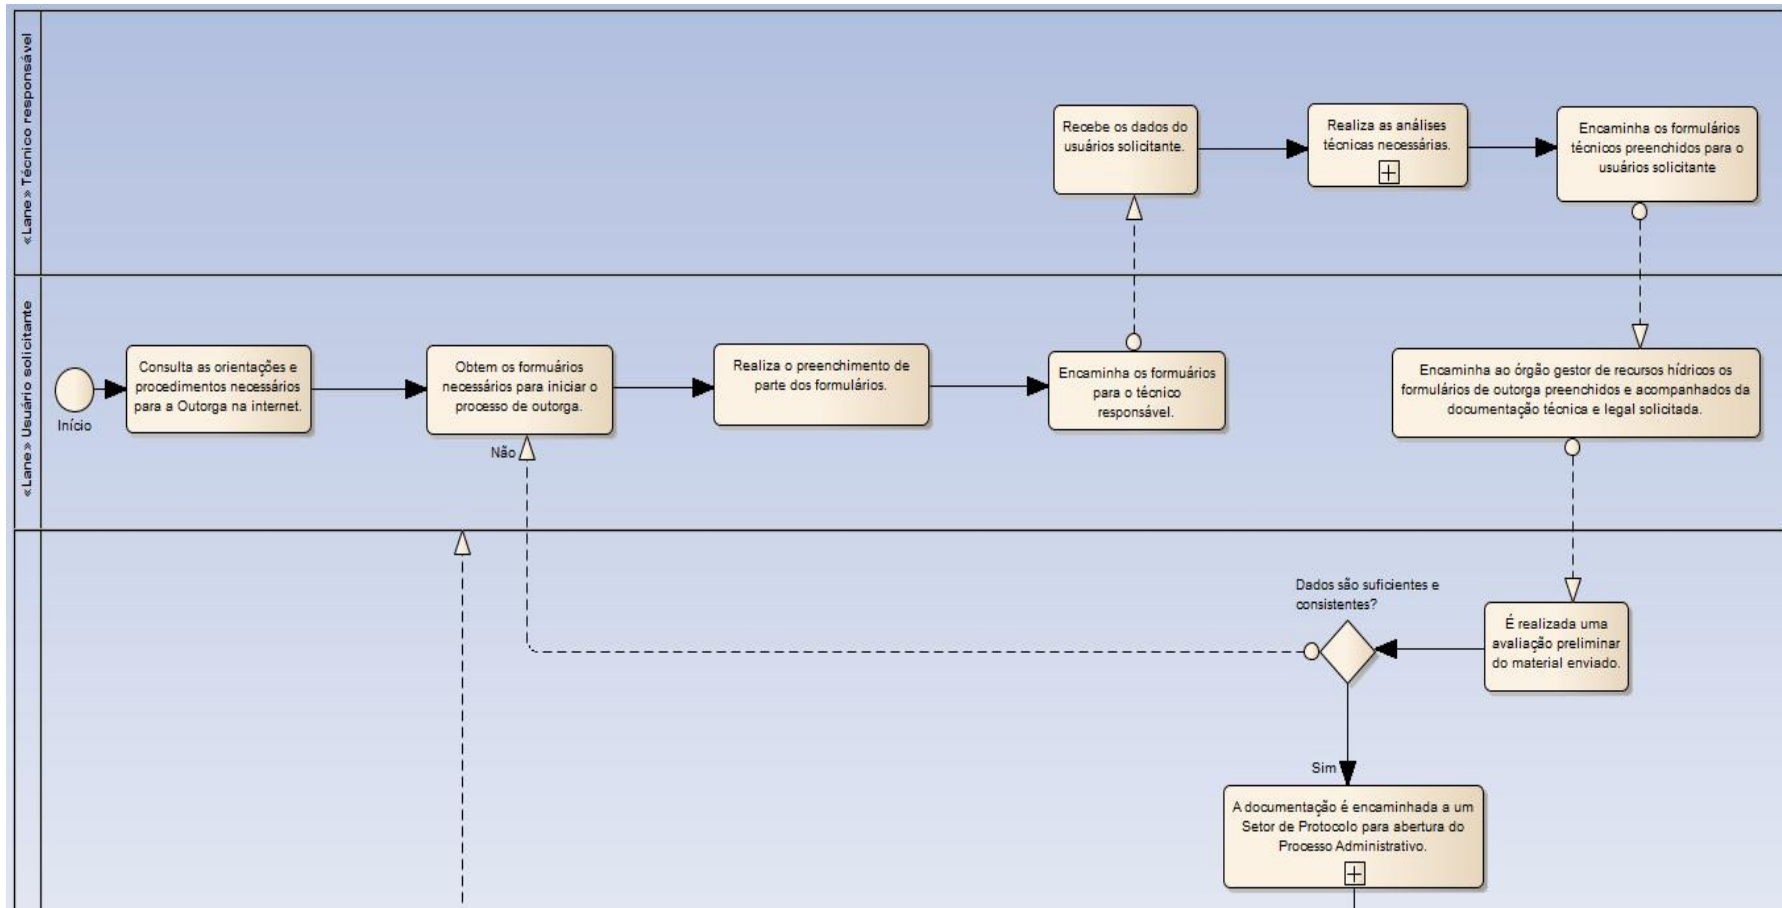 «Lane» Técnico responsável
Recebe os dados do
usuários solicitante.
Realiza as análises
técnicas necessárias.
Encaminha os formulários
técnicos preenchidos para o
usuários solicitante
«Lane» Usuário solicitante
Início
Consulta as orientações e
procedimentos necessários
para a Outorga na internet.
Obtem os formuários
necessários para iniciar o
processo de outorga.
Realiza o preenchimento de
parte dos formulários.
Encaminha os formuários
para o técnico
responsável.
Encaminha ao órgão gestor de recursos hídricos os
formulários de outorga preenchidos e acompanhados da
documentação técnica e legal solicitada.
Não
Dados são suficientes e
consistentes?
É realizada uma
avaliação preliminar
do material enviado.
Sim
A documentação é encaminhada a um
Setor de Protocolo para abertura do
Processo Administrativo.